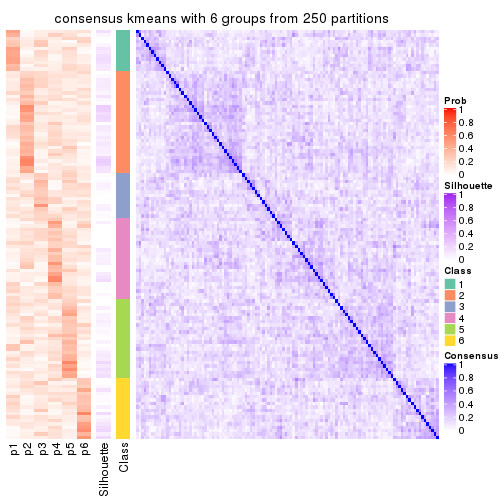 consensus kmeans with 6 groups from 250 partitions
Prob
1
0.8
0.6
0.4
0.2
0
Silhouette
1
0.8
0.6
0.4
0.2
0
Class
1
2
3
4
5
6
Consensus
1
0.8
0.6
0.4
0.2
0
p1
p2
p3
p4
p5
p6
Silhouette
Class